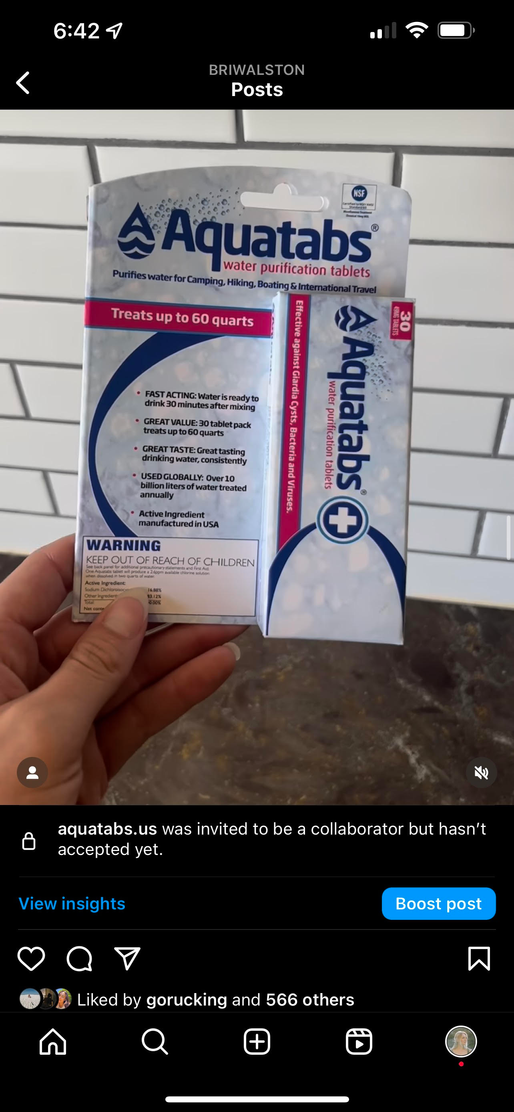 6:42
BRIWALSTON
Posts
NSF
Aquatabs®
water purification tablets
Purifies water for Camping, Hiking, Boating & International Travel
Treats up to 60 quarts
• FAST ACTING: Water is ready to
drink 30 minutes after mixing
• GREAT VALUE: 30 tablet pack
treats up to 60 quarts
• GREAT TASTE: Great tasting
drinking water, consistently
• USED GLOBALLY: Over 10
billion liters of water treated
annually
• Active Ingredient
manufactured in USA
WARNING
KEEP OUT OF REACH OF CHILDREN
Active Ingredient:
Effective against Giardia Cysts, Bacteria and Viruses.
30
Aquatabs®
water purification tablets
aquatabs.us was invited to be a collaborator but hasn't
accepted yet.
View insights
Boost post
Liked by gorucking and 566 others